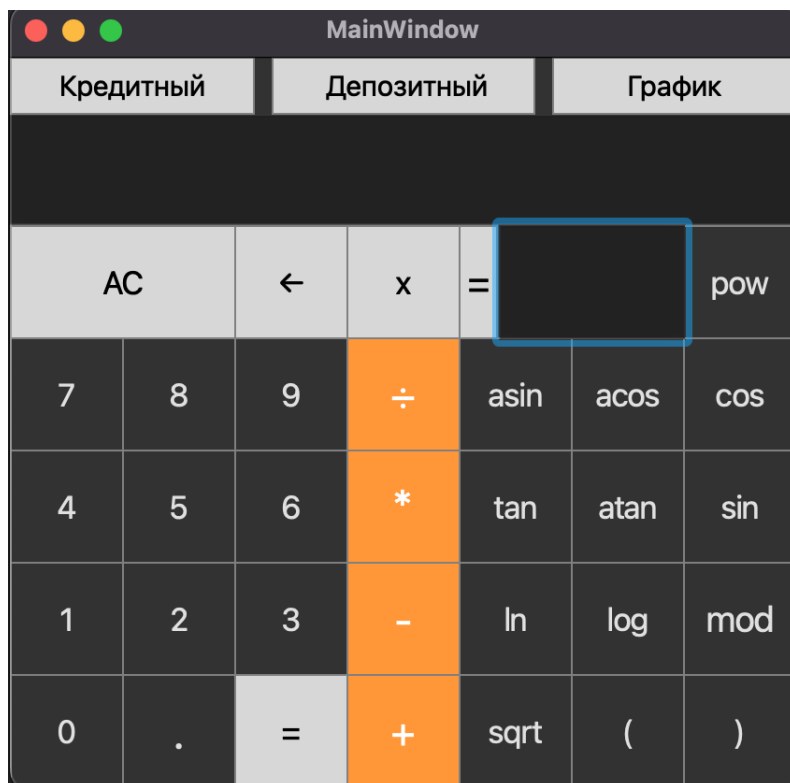 MainWindow
Кредитный Депозитный График
AC ← x = pow
7 8 9 ÷ asin acos cos
4 5 6 * tan atan sin
1 2 3 - ln log mod
0 . = + sqrt ( )